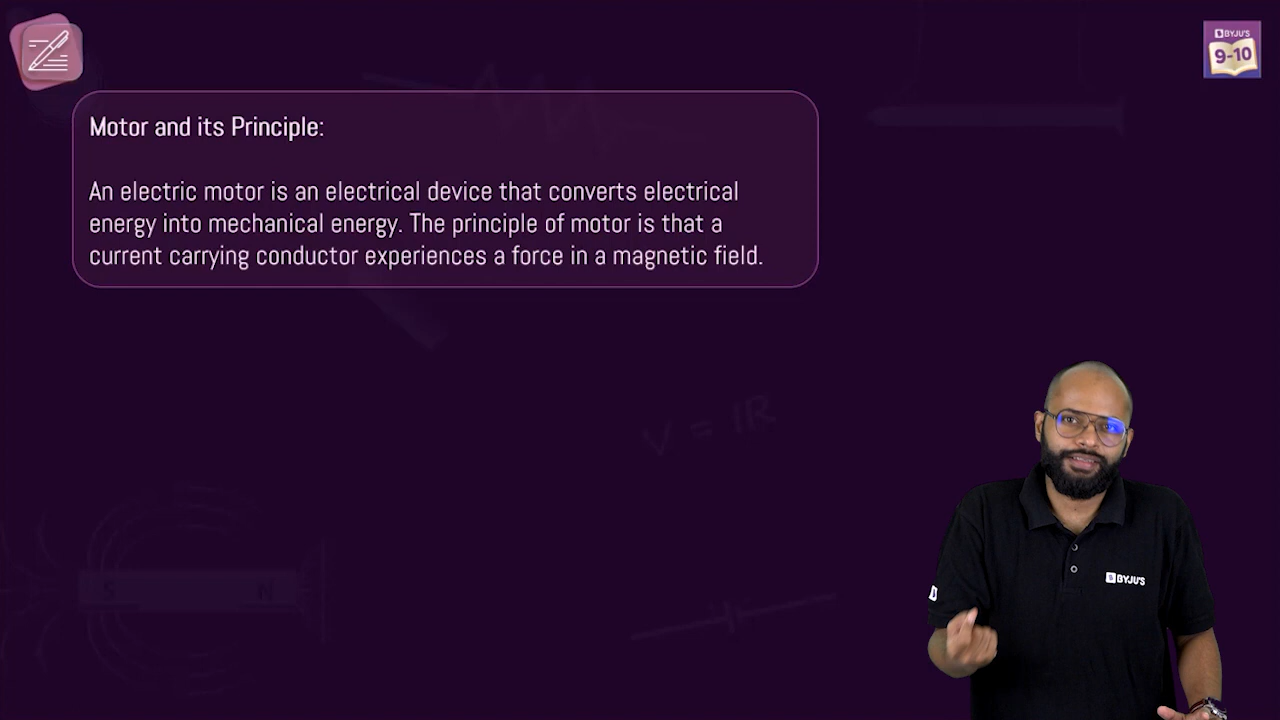 BYJU'S
9-10
Motor and its Principle:
An electric motor is an electrical device that converts electrical
energy into mechanical energy. The principle of motor is that a
current carrying conductor experiences a force in a magnetic field.
V = IR
S N
BYJU'S